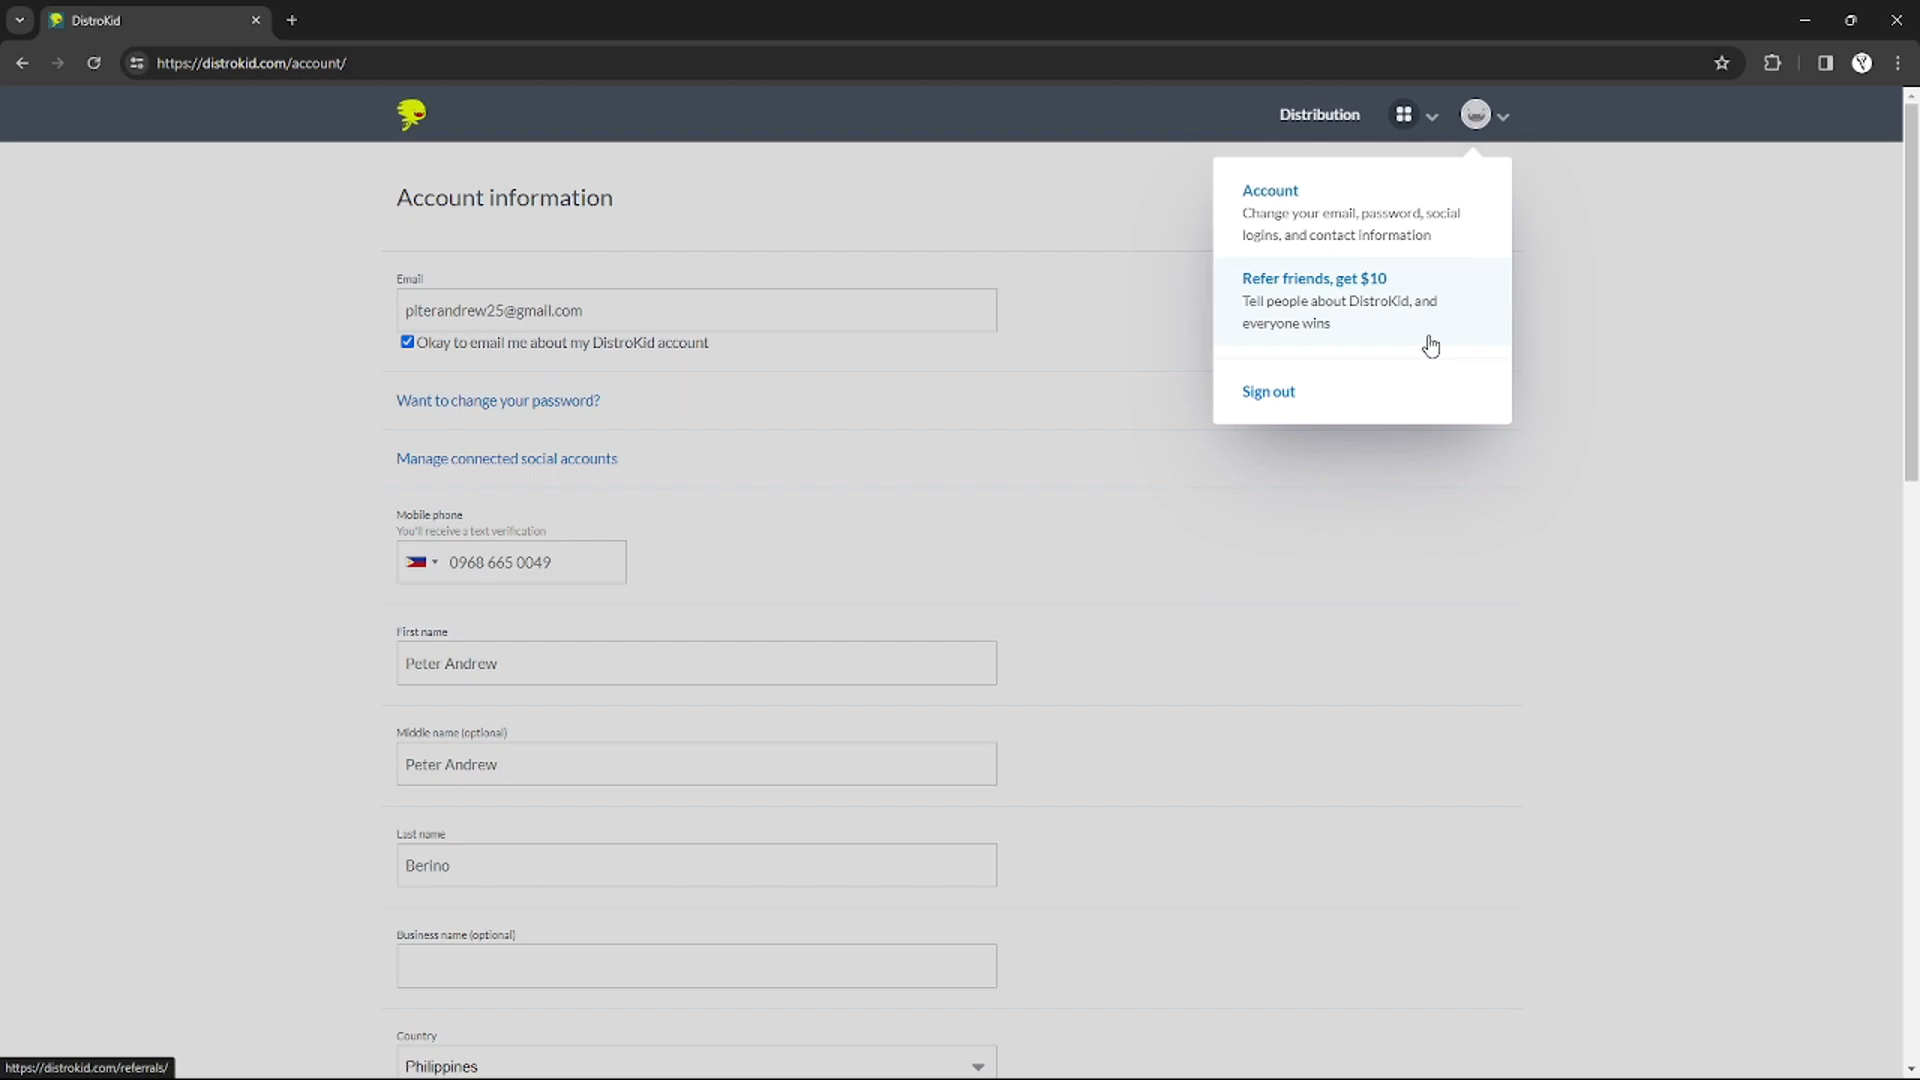 DistroKid
https://distrokid.com/account/
Distribution
Account information
Account
Change your email, password, social
logins, and contact information
Refer friends, get $10
Tell people about DistroKid, and
everyone wins
Sign out
Email
piterandrew25@gmail.com
Okay to email me about my DistroKid account
Want to change your password?
Manage connected social accounts
Mobile phone
You'll receive a text verification
0968 665 0049
First name
Peter Andrew
Middle name (optional)
Peter Andrew
Last name
Berino
Business name (optional)
Country
Philippines
https://distrokid.com/referrals/